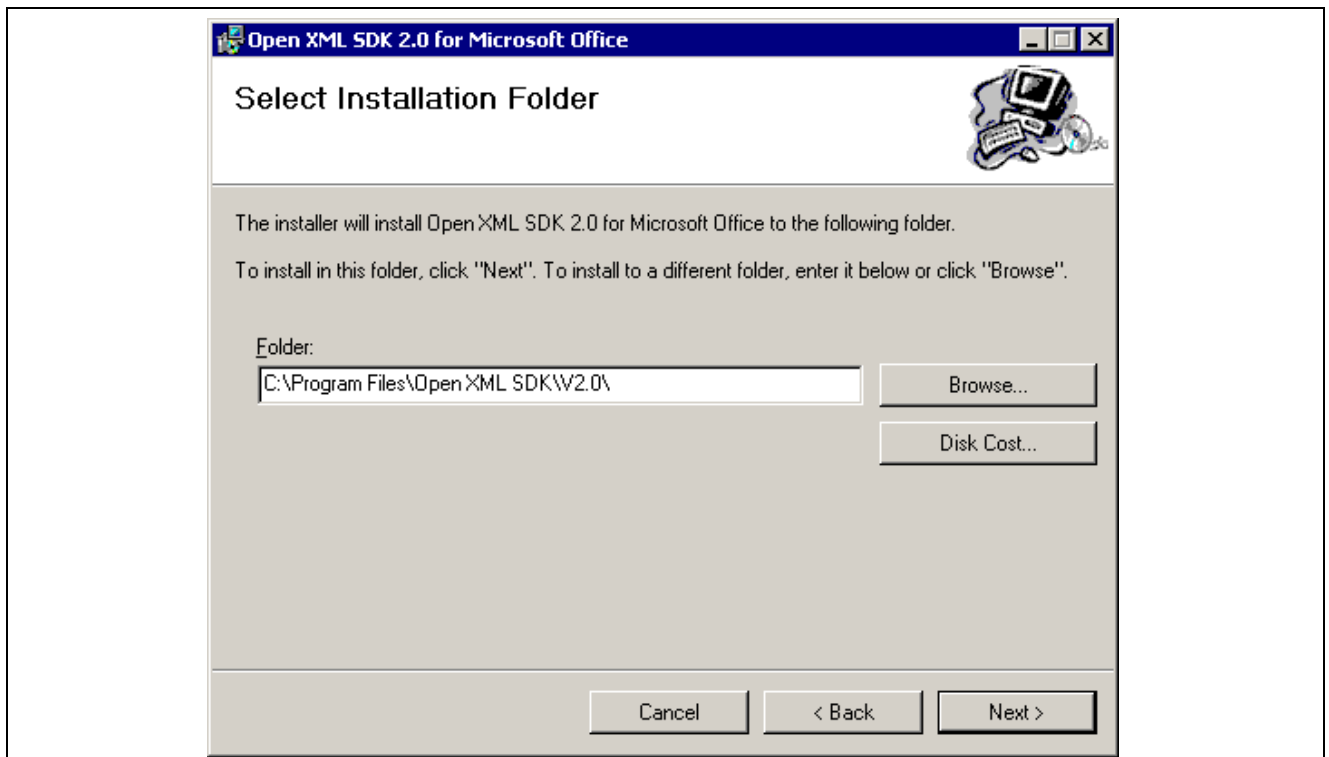 Open XML SDK 2.0 for Microsoft Office
Select Installation Folder
The installer will install Open XML SDK 2.0 for Microsoft Office to the following folder.
To install in this folder, click "Next". To install to a different folder, enter it below or click "Browse".
Folder:
C:\Program Files\Open XML SDK\V2.0\
Browse...
Disk Cost...
Cancel
< Back
Next >